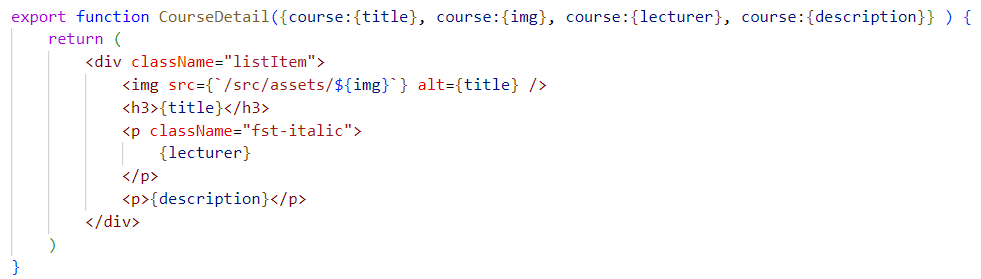 export function CourseDetail({course:{title}, course:{img}, course:{lecturer}, course:{description}} ) {
    return (
        <div className="listItem">
            <img src={`/src/assets/${img}`} alt={title} />
            <h3>{title}</h3>
            <p className="fst-italic">
                {lecturer}
            </p>
            <p>{description}</p>
        </div>
    )
}